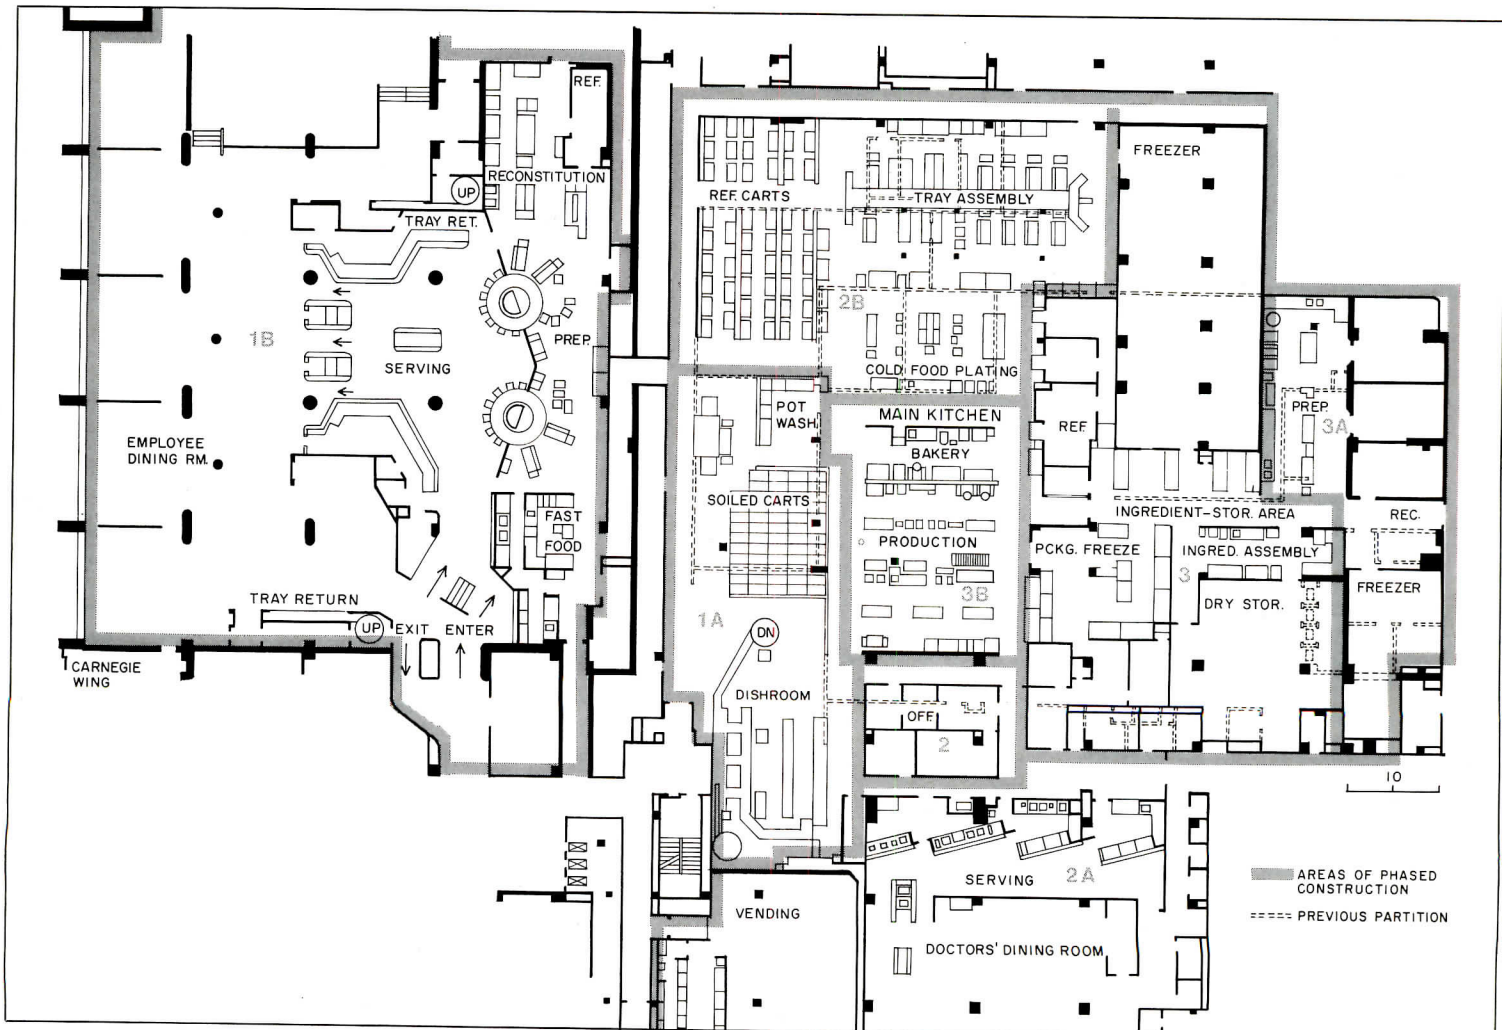 REF.
RECONSTITUTION
UP
TRAY RET.
1B
SERVING
PREP.
EMPLOYEE
DINING RM.
FAST
FOOD
TRAY RETURN
UP
EXIT
ENTER
CARNEGIE
WING
REF. CARTS
TRAY ASSEMBLY
FREEZER
2B
COLD FOOD PLATING
POT
WASH
MAIN KITCHEN
BAKERY
REF.
PREP.
3A
SOILED CARTS
INGREDIENT-STOR. AREA
REC.
PRODUCTION
PCKG. FREEZE
INGRED. ASSEMBLY
3
3B
DRY STOR.
FREEZER
1A
DN
DISHROOM
OFF.
2
10
SERVING
2A
AREAS OF PHASED
CONSTRUCTION
VENDING
PREVIOUS PARTITION
DOCTORS' DINING ROOM